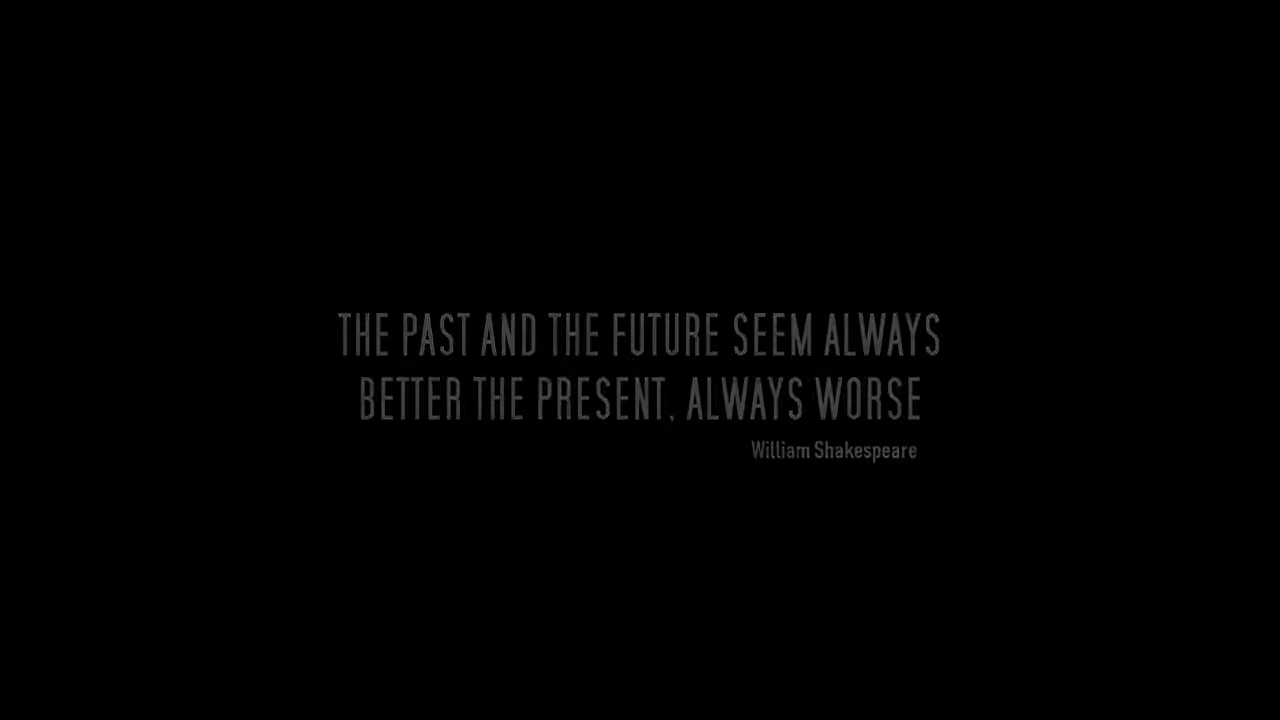 THE PAST AND THE FUTURE SEEM ALWAYS
BETTER THE PRESENT, ALWAYS WORSE
William Shakespeare